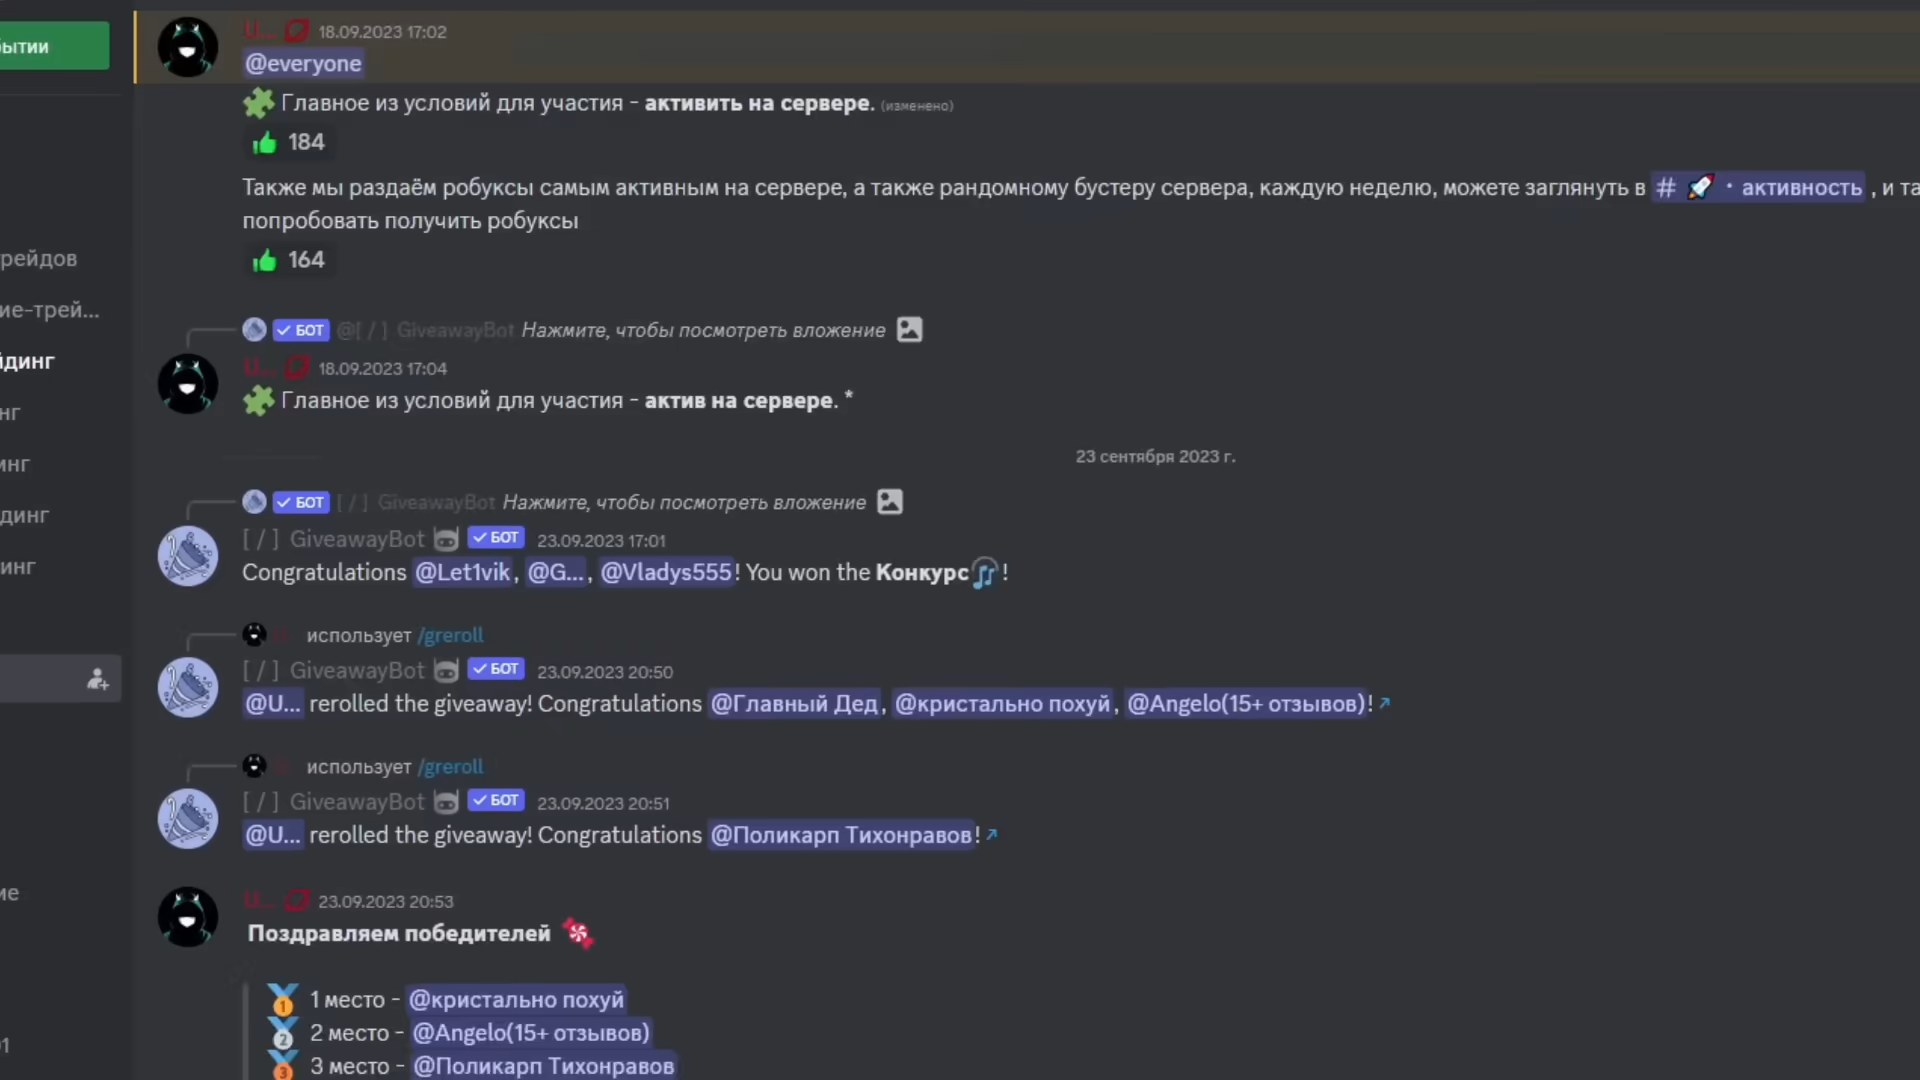 бытии
U... 18.09.2023 17:02
@everyone
Главное из условий для участия - активить на сервере. (изменено)
184
Также мы раздаём робуксы самым активным на сервере, а также рандомному бустеру сервера, каждую неделю, можете заглянуть в # · активность , и та
попробовать получить робуксы
164
рейдов
ие-трей...
йдинг
нг
инг
динг
инг
ие
БОТ @[ / ] GiveawayBot Нажмите, чтобы посмотреть вложение
U... 18.09.2023 17:04
Главное из условий для участия - актив на сервере. *
23 сентября 2023 г.
БОТ [ / ] GiveawayBot Нажмите, чтобы посмотреть вложение
[ / ] GiveawayBot БОТ 23.09.2023 17:01
Congratulations @Let1vik, @G..., @Vladys555! You won the Конкурс !
использует /greroll
[ / ] GiveawayBot БОТ 23.09.2023 20:50
@U... rerolled the giveaway! Congratulations @Главный Дед, @кристально похуй, @Angelo(15+ отзывов)!
использует /greroll
[ / ] GiveawayBot БОТ 23.09.2023 20:51
@U... rerolled the giveaway! Congratulations @Поликарп Тихонравов!
U... 23.09.2023 20:53
Поздравляем победителей
1 место - @кристально похуй
2 место - @Angelo(15+ отзывов)
3 место - @Поликарп Тихонравов